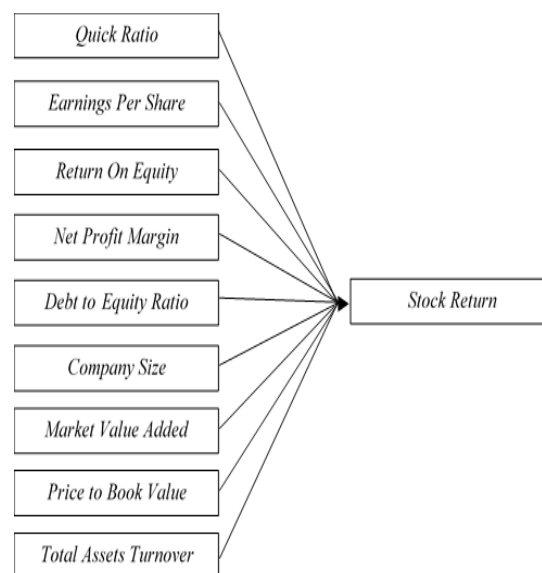 Quick Ratio
Earnings Per Share
Return On Equity
Net Profit Margin
Debt to Equity Ratio
Stock Return
Company Size
Market Value Added
Price to Book Value
Total Assets Turnover